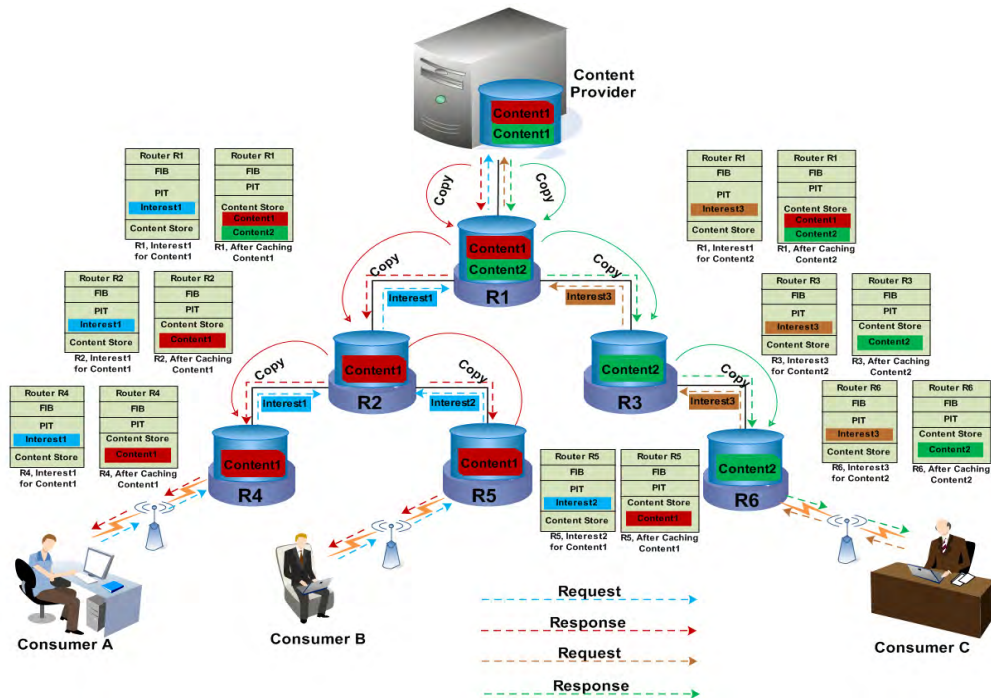 Content
Provider
Content1
Content1
Copy
Copy
Router R1
FIB
PIT
Interest1
Content Store
R1, Interest1
for Content1
Router R1
FIB
PIT
Content Store
Content1
Content2
R1, After Caching
Content1
Router R1
FIB
PIT
Interest3
Content Store
R1, Interest1
for Content2
Router R1
FIB
PIT
Content Store
Content1
Content2
R1, After Caching
Content2
Content1
Content2
R1
Copy
Copy
Interest1
Interest3
Router R2
FIB
PIT
Interest1
Content Store
R2, Interest1
for Content1
Router R2
FIB
PIT
Content Store
Content1
R2, After Caching
Content1
Router R3
FIB
PIT
Interest3
Content Store
R3, Interest3
for Content2
Router R3
FIB
PIT
Content Store
Content2
R3, After Caching
Content2
Content1
R2
Content2
R3
Copy
Copy
Copy
Interest1
Interest2
Interest3
Router R4
FIB
PIT
Interest1
Content Store
R4, Interest1
for Content1
Router R4
FIB
PIT
Content Store
Content1
R4, After Caching
Content1
Router R6
FIB
PIT
Interest3
Content Store
R6, Interest3
for Content2
Router R6
FIB
PIT
Content Store
Content2
R6, After Caching
Content2
Content1
R4
Content1
R5
Router R5
FIB
PIT
Interest2
Content Store
R5, Interest2
for Content1
Router R5
FIB
PIT
Content Store
Content1
R5, After Caching
Content1
Content2
R6
Consumer A
Consumer B
Consumer C
Request
Response
Request
Response